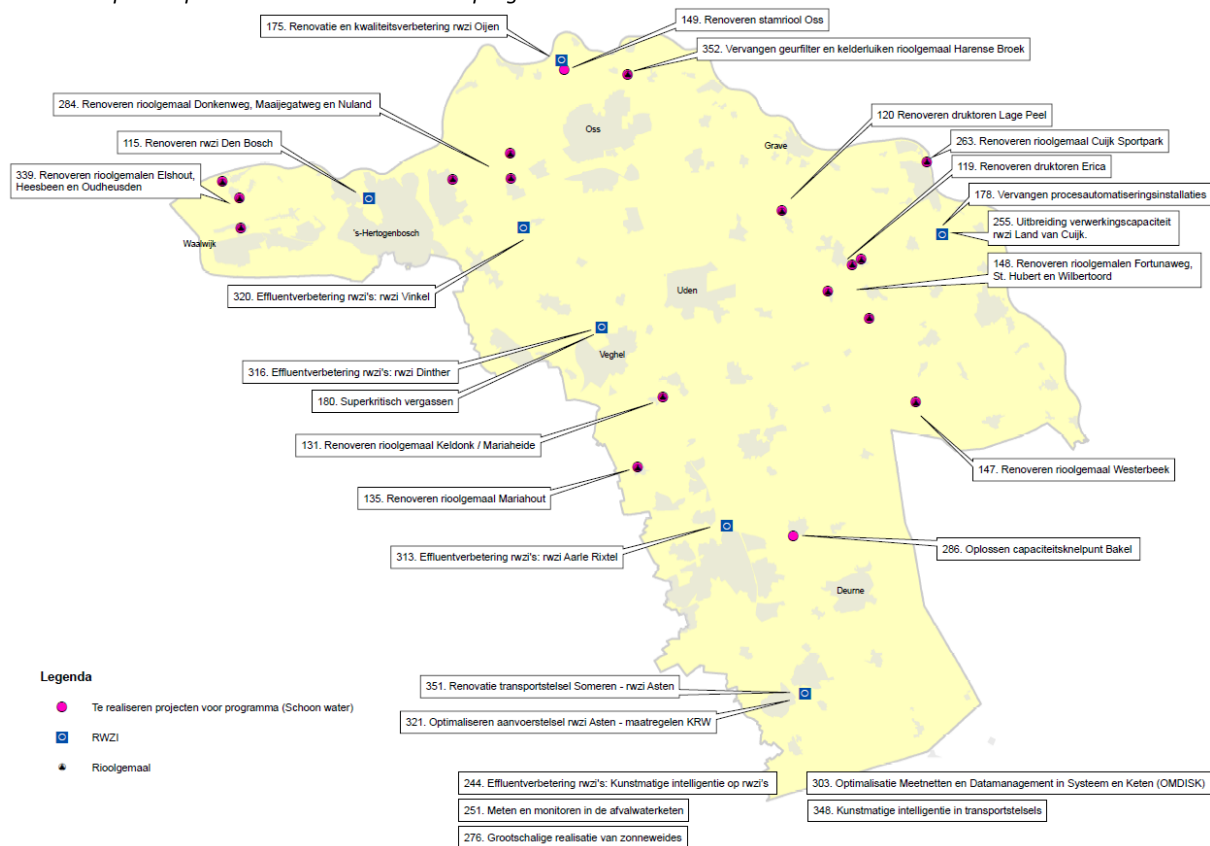 175. Renovatie en kwaliteitsverbetering rwzi Oijen
149. Renoveren stamriool Oss
352. Vervangen geurfilter en kelderluiken rioolgemaal Harense Broek
284. Renoveren rioolgemaal Donkenweg, Maaijegatweg en Nuland
120 Renoveren druktoren Lage Peel
115. Renoveren rwzi Den Bosch
263. Renoveren rioolgemaal Cuijk Sportpark
339. Renoveren rioolgemalen Elshout,
Heesbeen en Oudheusden
119. Renoveren druktoren Erica
178. Vervangen procesautomatiseringsinstallaties
255. Uitbreiding verwerkingscapaciteit
rwzi Land van Cuijk.
148. Renoveren rioolgemalen Fortunaweg,
St. Hubert en Wilbertoord
Oss
Grave
Waalwijk
's-Hertogenbosch
Uden
Veghel
Deurne
320. Effluentverbetering rwzi's: rwzi Vinkel
316. Effluentverbetering rwzi's: rwzi Dinther
180. Superkritisch vergassen
131. Renoveren rioolgemaal Keldonk / Mariaheide
147. Renoveren rioolgemaal Westerbeek
135. Renoveren rioolgemaal Mariahout
313. Effluentverbetering rwzi's: rwzi Aarle Rixtel
286. Oplossen capaciteitsknelpunt Bakel
351. Renovatie transportstelsel Someren - rwzi Asten
321. Optimaliseren aanvoerstelsel rwzi Asten - maatregelen KRW
Legenda
Te realiseren projecten voor programma (Schoon water)
RWZI
Rioolgemaal
244. Effluentverbetering rwzi's: Kunstmatige intelligentie op rwzi's
303. Optimalisatie Meetnetten en Datamanagement in Systeem en Keten (OMDISK)
251. Meten en monitoren in de afvalwaterketen
348. Kunstmatige intelligentie in transportstelsels
276. Grootschalige realisatie van zonneweides